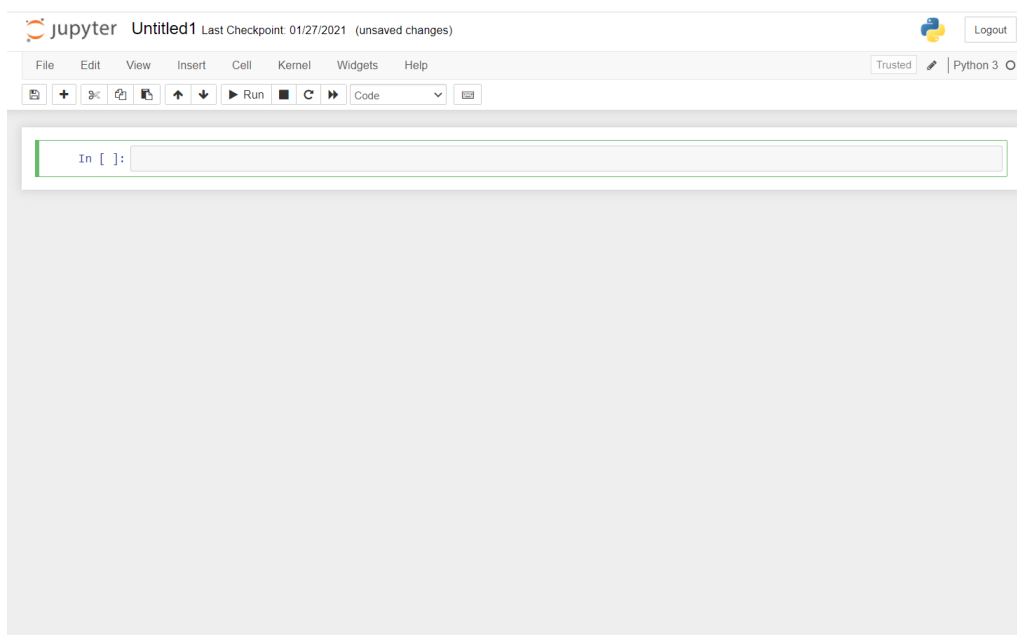 jupyter Untitled1 Last Checkpoint: 01/27/2021 (unsaved changes) Logout
File Edit View Insert Cell Kernel Widgets Help Trusted Python 3
Run Code
In [ ]: